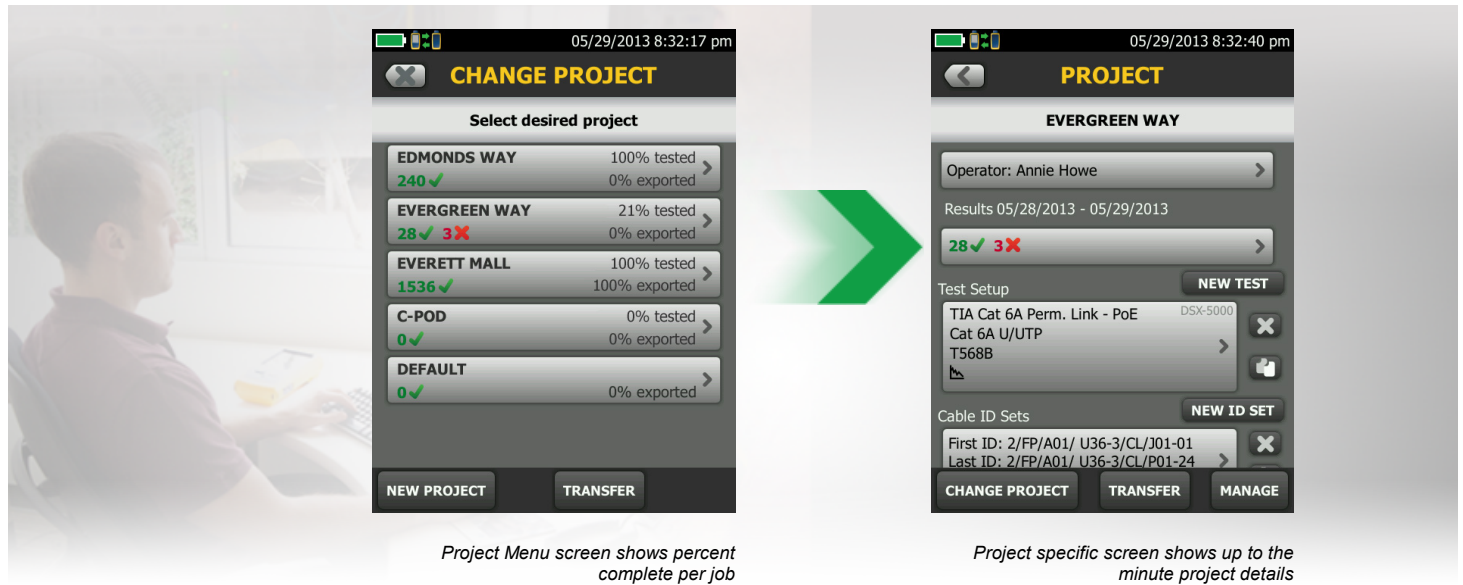 05/29/2013 8:32:17 pm
CHANGE PROJECT
Select desired project
EDMONDS WAY 100% tested
240 0% exported
EVERGREEN WAY 21% tested
28 3 0% exported
EVERETT MALL 100% tested
1536 100% exported
C-POD 0% tested
0 0% exported
DEFAULT
0 0% exported
NEW PROJECT TRANSFER
Project Menu screen shows percent
complete per job
05/29/2013 8:32:40 pm
PROJECT
EVERGREEN WAY
Operator: Annie Howe
Results 05/28/2013 - 05/29/2013
28 3
Test Setup NEW TEST
TIA Cat 6A Perm. Link - PoE DSX-5000
Cat 6A U/UTP
T568B
Cable ID Sets NEW ID SET
First ID: 2/FP/A01/ U36-3/CL/J01-01
Last ID: 2/FP/A01/ U36-3/CL/P01-24
CHANGE PROJECT TRANSFER MANAGE
Project specific screen shows up to the
minute project details